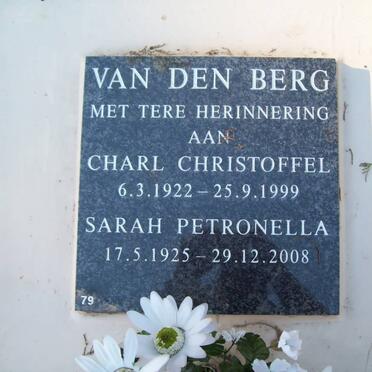 VAN DEN BERG
MET TERE HERINNERING
AAN
CHARL CHRISTOFFEL
6.3.1922 – 25.9.1999
SARAH PETRONELLA
17.5.1925 – 29.12.2008
79